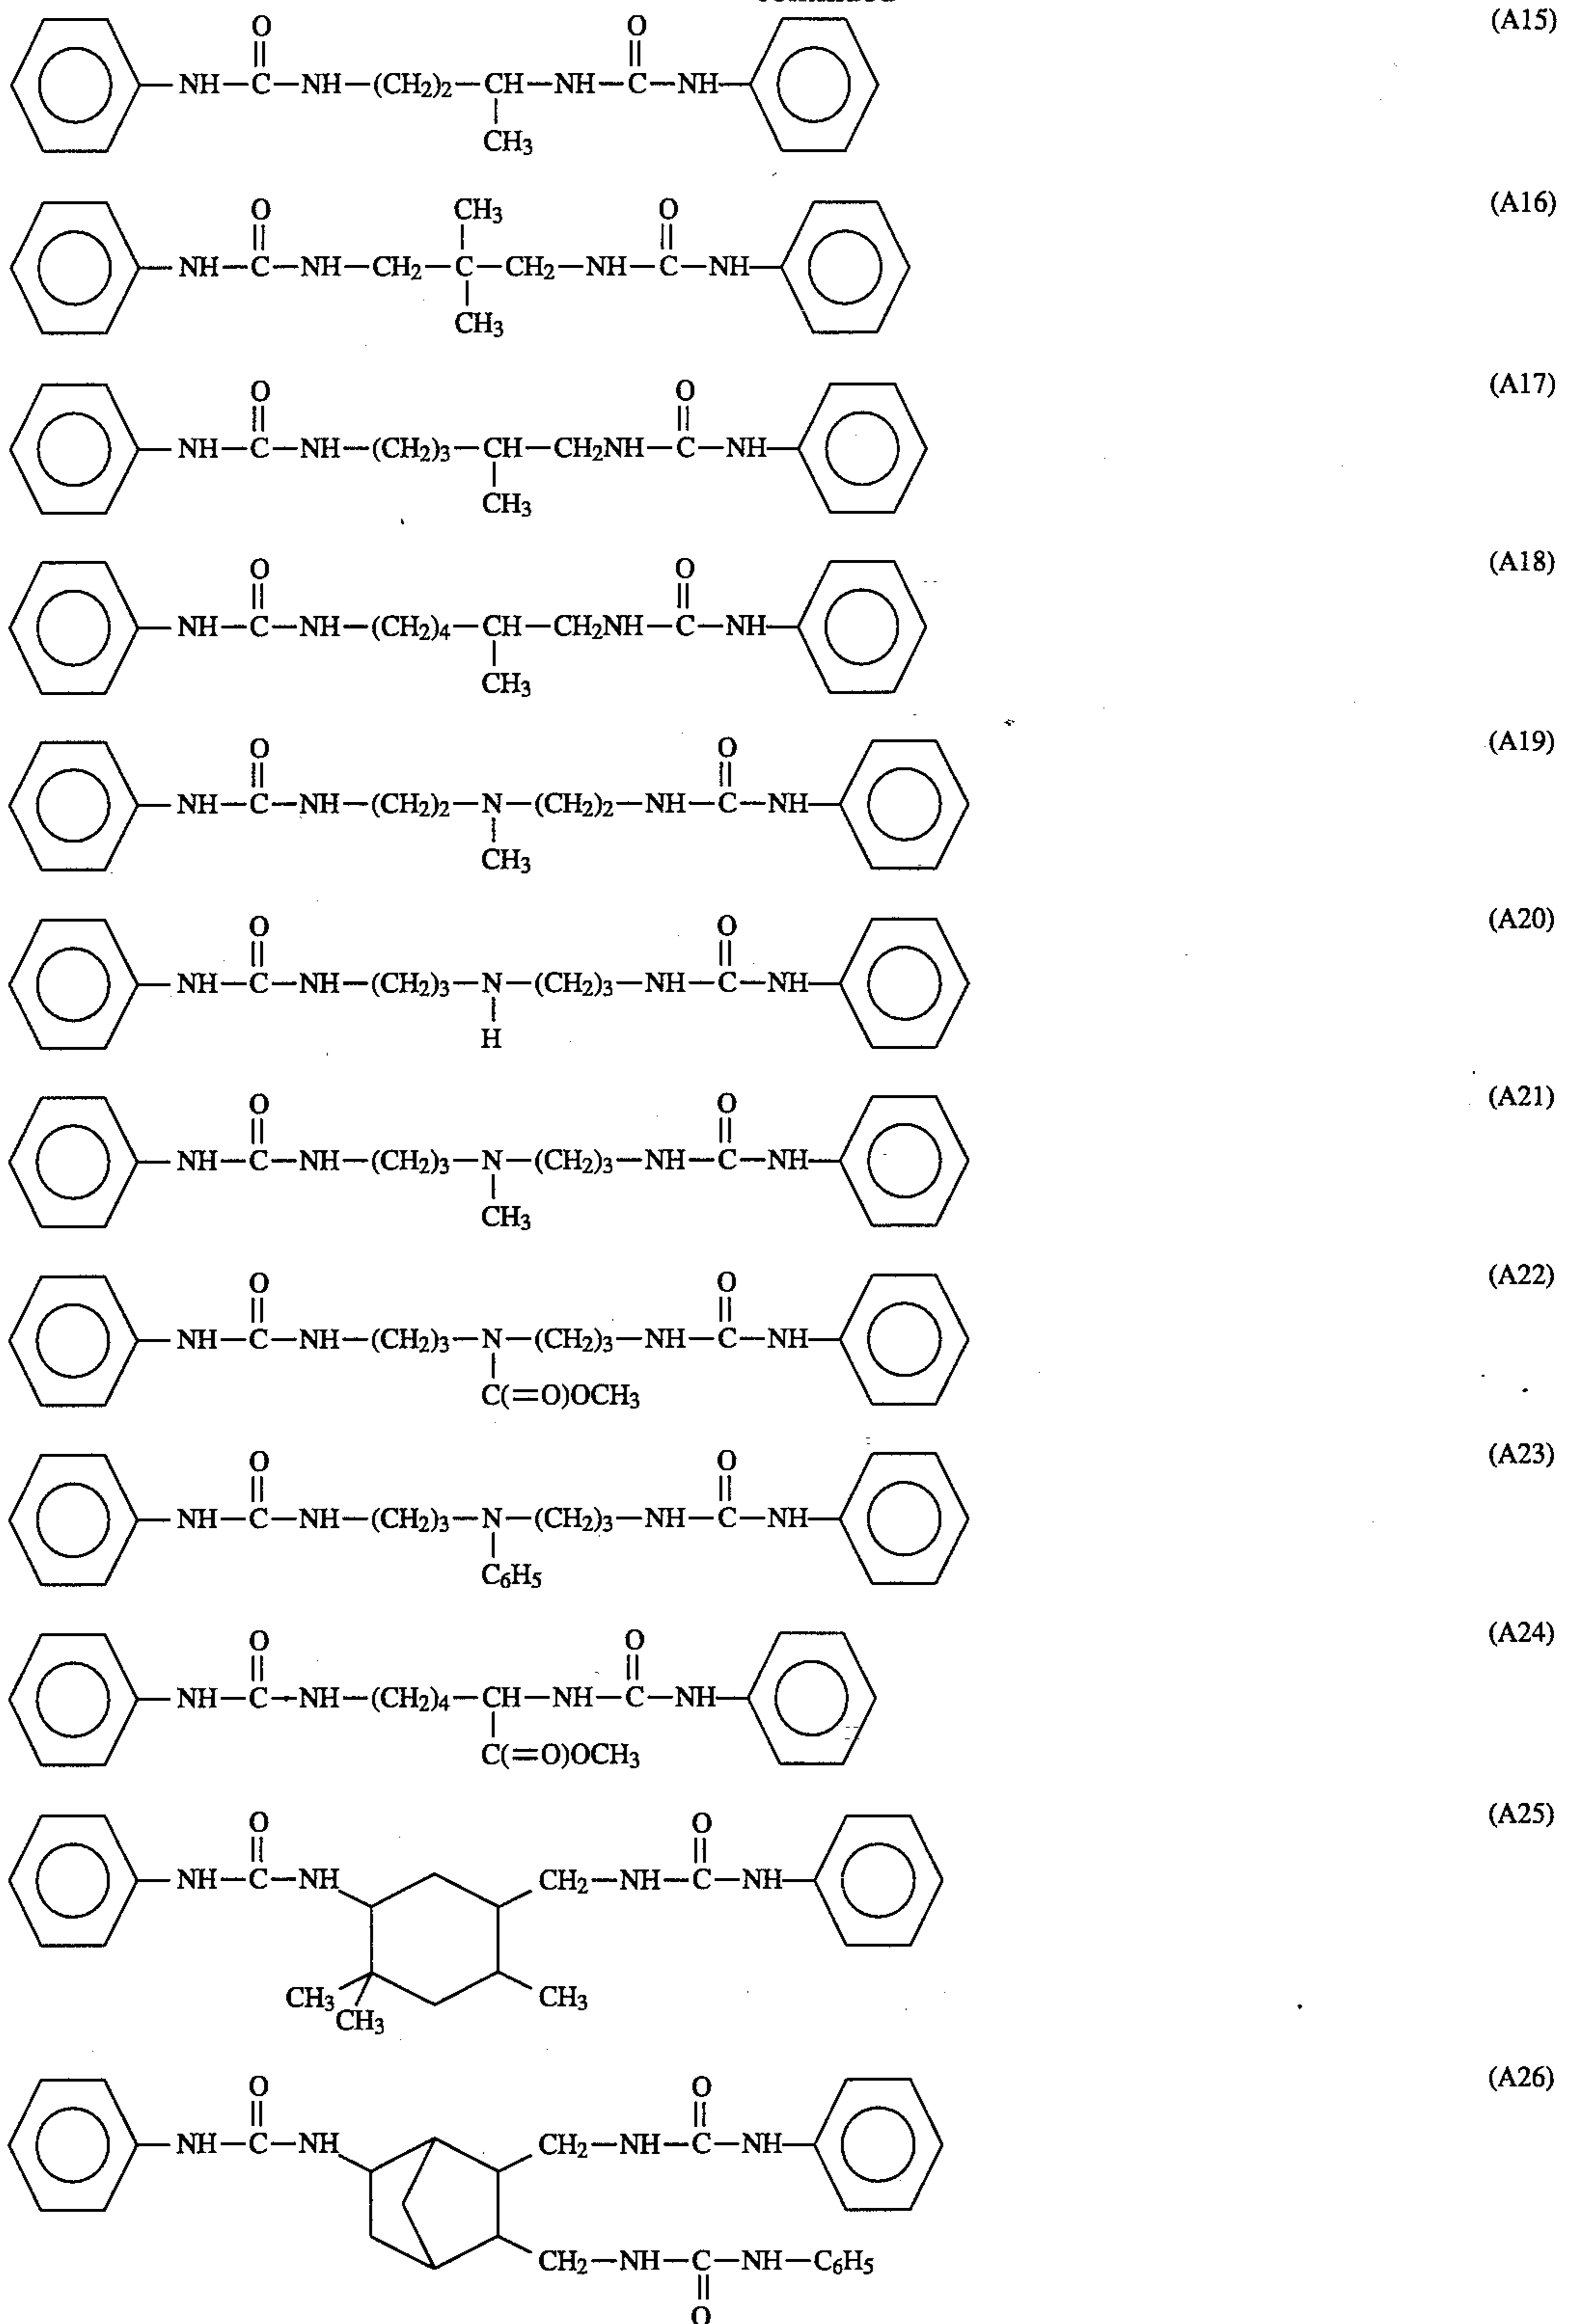 (A15)
O O
NH—C—NH—(CH2)2—CH—NH—C—NH
CH3
(A16)
O CH3 O
NH—C—NH—CH2—C—CH2—NH—C—NH
CH3
(A17)
O O
NH—C—NH—(CH2)3—CH—CH2NH—C—NH
CH3
(A18)
O O
NH—C—NH—(CH2)4—CH—CH2NH—C—NH
CH3
(A19)
O O
NH—C—NH—(CH2)2—N—(CH2)2—NH—C—NH
CH3
(A20)
O O
NH—C—NH—(CH2)3—N—(CH2)3—NH—C—NH
H
(A21)
O O
NH—C—NH—(CH2)3—N—(CH2)3—NH—C—NH
CH3
(A22)
O O
NH—C—NH—(CH2)3—N—(CH2)3—NH—C—NH
C(=O)OCH3
(A23)
O O
NH—C—NH—(CH2)3—N—(CH2)3—NH—C—NH
C6H5
(A24)
O O
NH—C—NH—(CH2)4—CH—NH—C—NH
C(=O)OCH3
(A25)
O O
NH—C—NH CH2—NH—C—NH
CH3 CH3
CH3
(A26)
O O
NH—C—NH CH2—NH—C—NH
CH2—NH—C—NH—C6H5
O